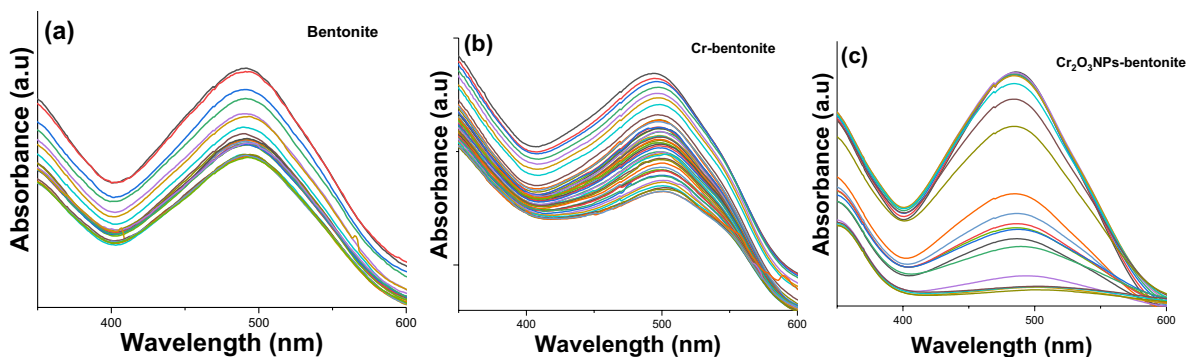 (a)
Bentonite
Absorbance (a.u)
400
500
600
Wavelength (nm)
(b)
Cr-bentonite
Absorbance (a.u)
400
500
600
Wavelength (nm)
(c)
Cr₂O₃NPs-bentonite
Absorbance (a.u)
400
500
600
Wavelength (nm)